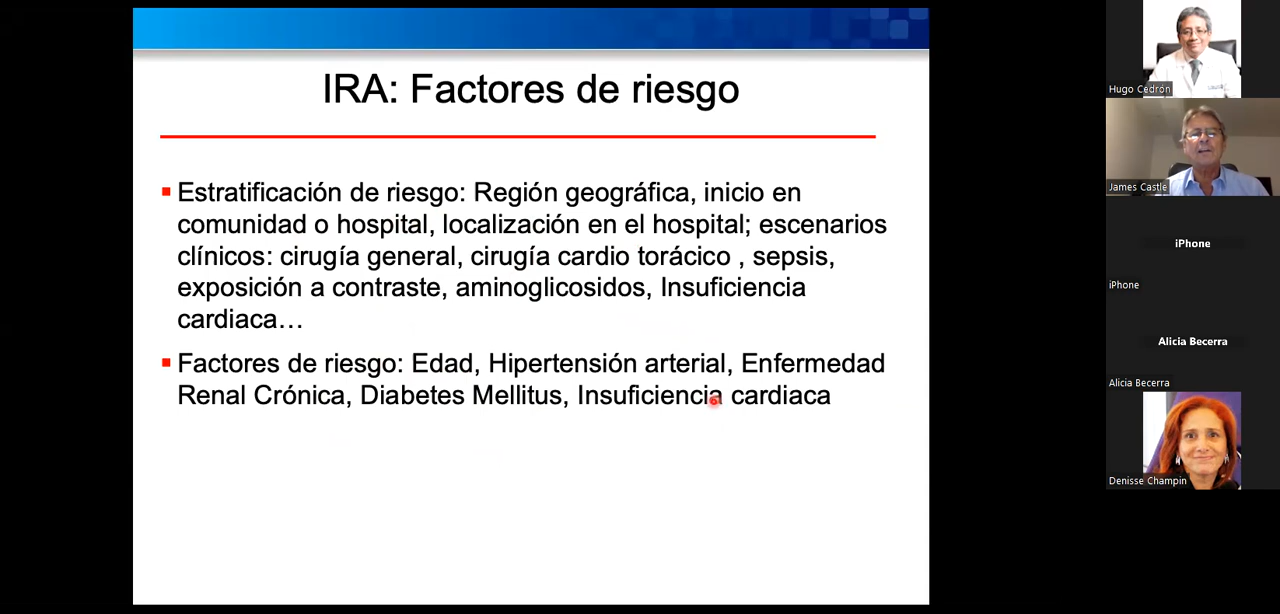 IRA: Factores de riesgo
Estratificación de riesgo: Región geográfica, inicio en
comunidad o hospital, localización en el hospital; escenarios
clínicos: cirugía general, cirugía cardio torácico , sepsis,
exposición a contraste, aminoglicosidos, Insuficiencia
cardiaca…
Factores de riesgo: Edad, Hipertensión arterial, Enfermedad
Renal Crónica, Diabetes Mellitus, Insuficiencia cardiaca
Hugo Cedrón
James Castle
iPhone
iPhone
Alicia Becerra
Alicia Becerra
Denisse Champin